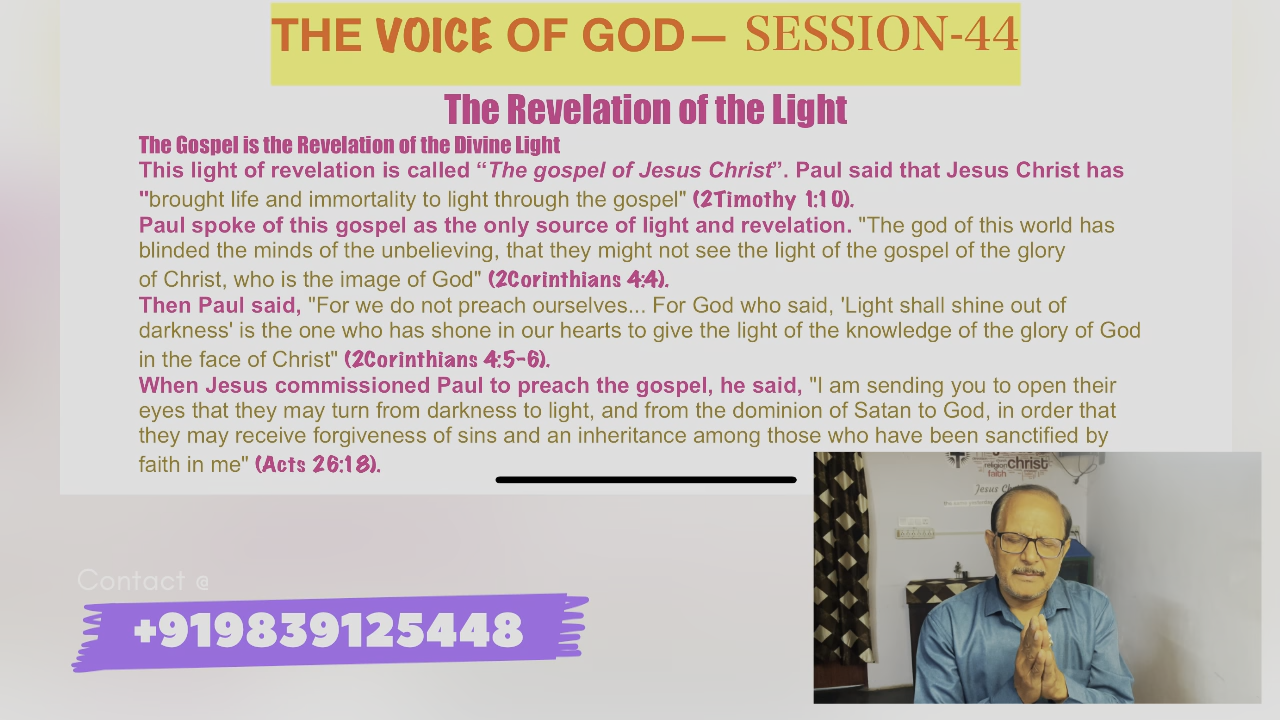 THE VOICE OF GOD— SESSION-44
The Revelation of the Light
The Gospel is the Revelation of the Divine Light
This light of revelation is called “The gospel of Jesus Christ”. Paul said that Jesus Christ has
"brought life and immortality to light through the gospel" (2Timothy 1:10).
Paul spoke of this gospel as the only source of light and revelation. "The god of this world has
blinded the minds of the unbelieving, that they might not see the light of the gospel of the glory
of Christ, who is the image of God" (2Corinthians 4:4).
Then Paul said, "For we do not preach ourselves... For God who said, 'Light shall shine out of
darkness' is the one who has shone in our hearts to give the light of the knowledge of the glory of God
in the face of Christ" (2Corinthians 4:5-6).
When Jesus commissioned Paul to preach the gospel, he said, "I am sending you to open their
eyes that they may turn from darkness to light, and from the dominion of Satan to God, in order that
they may receive forgiveness of sins and an inheritance among those who have been sanctified by
faith in me" (Acts 26:18).
religion christ
faith
Jesus
Contact @
+919839125448